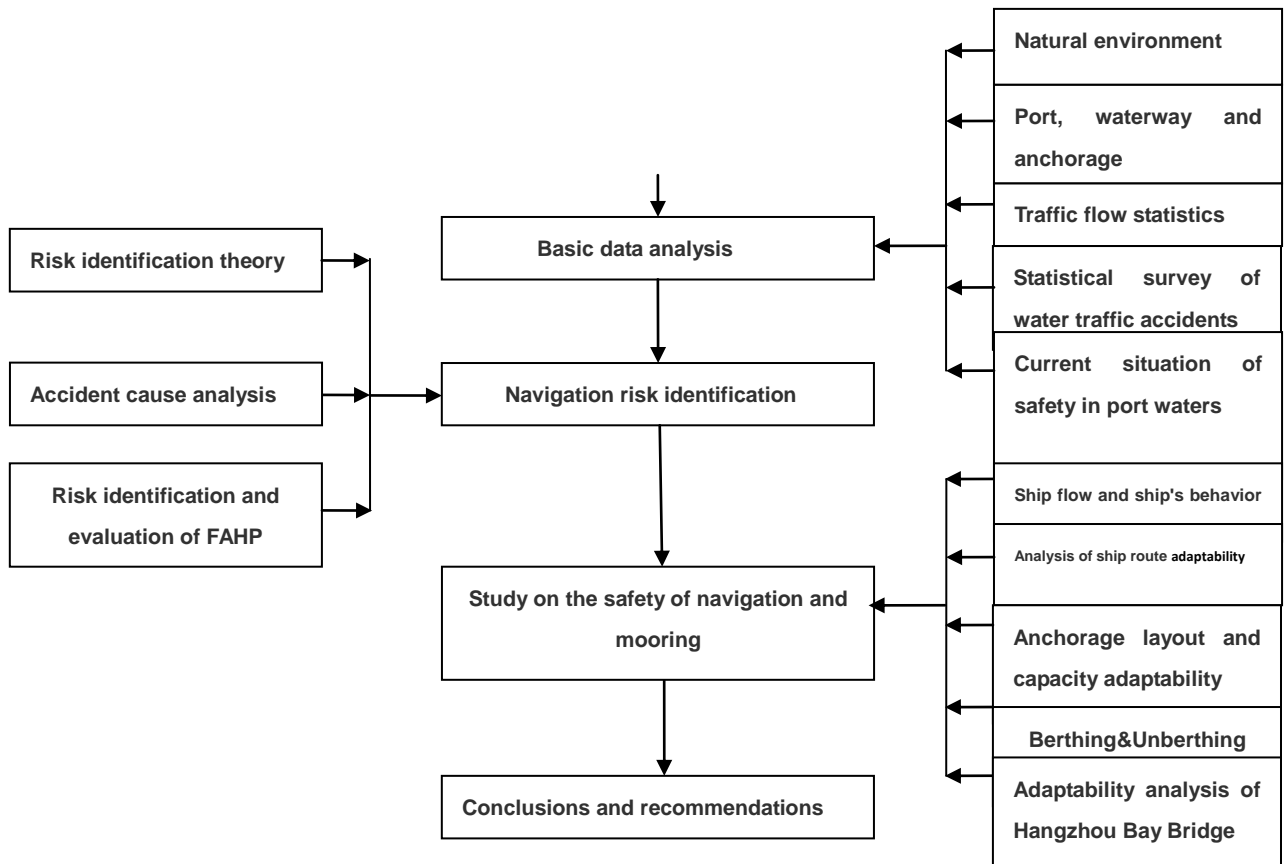 Natural environment
Port, waterway and
anchorage
Traffic flow statistics
Basic data analysis
Risk identification theory
Statistical survey of
water traffic accidents
Current situation of
safety in port waters
Accident cause analysis
Navigation risk identification
Risk identification and
evaluation of FAHP
Ship flow and ship's behavior
Analysis of ship route adaptability
Study on the safety of navigation and
mooring
Anchorage layout and
capacity adaptability
Berthing&Unberthing
Conclusions and recommendations
Adaptability analysis of
Hangzhou Bay Bridge